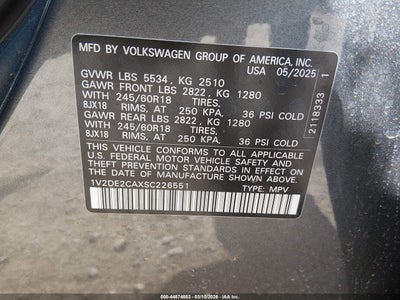 MFD BY VOLKSWAGEN GROUP OF AMERICA, INC.
USA 05/2025 1
GVWR LBS 5534 , KG 2510
GAWR FRONT LBS 2822 , KG 1280
WITH 245/60R18 TIRES,
8JX18 RIMS, AT 250 KPA, 36 PSI COLD
GAWR REAR LBS 2822 , KG 1280
WITH 245/60R18 TIRES,
8JX18 RIMS, AT 250 KPA, 36 PSI COLD
THIS VEHICLE CONFORMS TO ALL APPLICABLE
FEDERAL MOTOR VEHICLE SAFETY AND
THEFT PREVENTION STANDARDS IN EFFECT ON THE
DATE OF MANUFACTURE SHOWN ABOVE.
1V2DE2CAXSC226551 TYPE: MPV
2118333
000-44674883 - 03/10/2026 - IAA Inc.